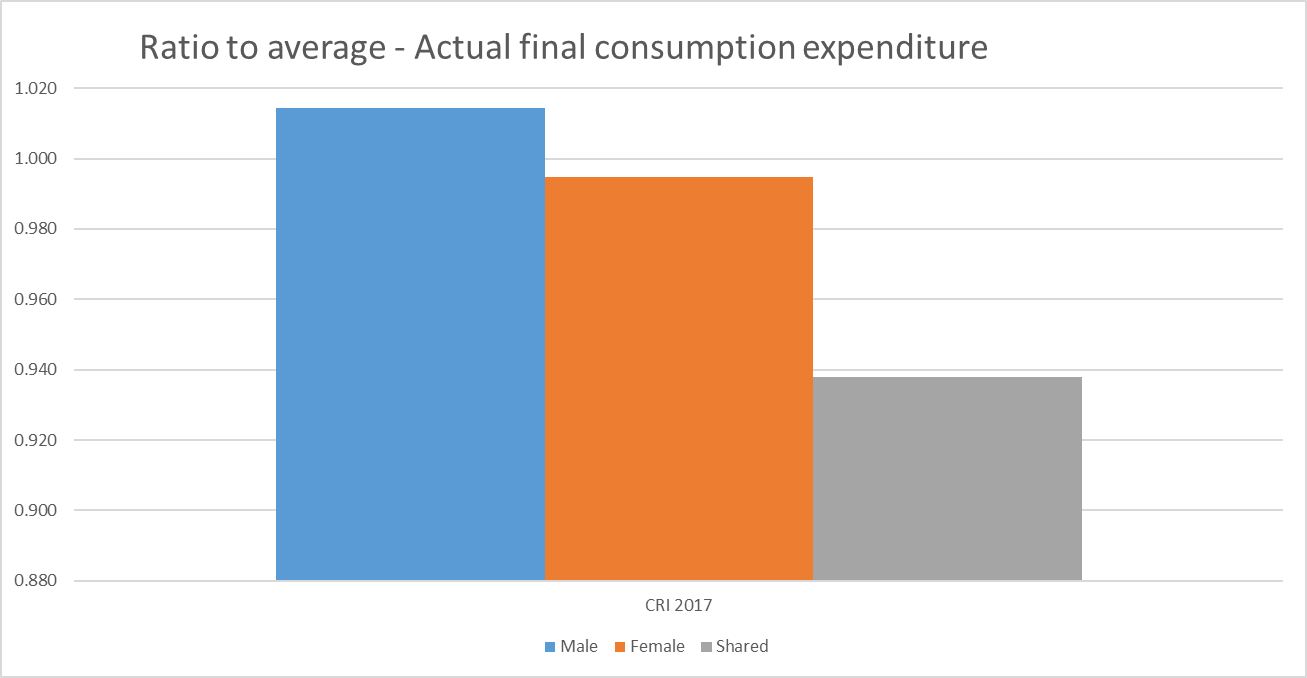 Ratio to average - Actual final consumption expenditure
1.020
1.000
0.980
0.960
0.940
0.920
0.900
0.880
CRI 2017
Male Female Shared